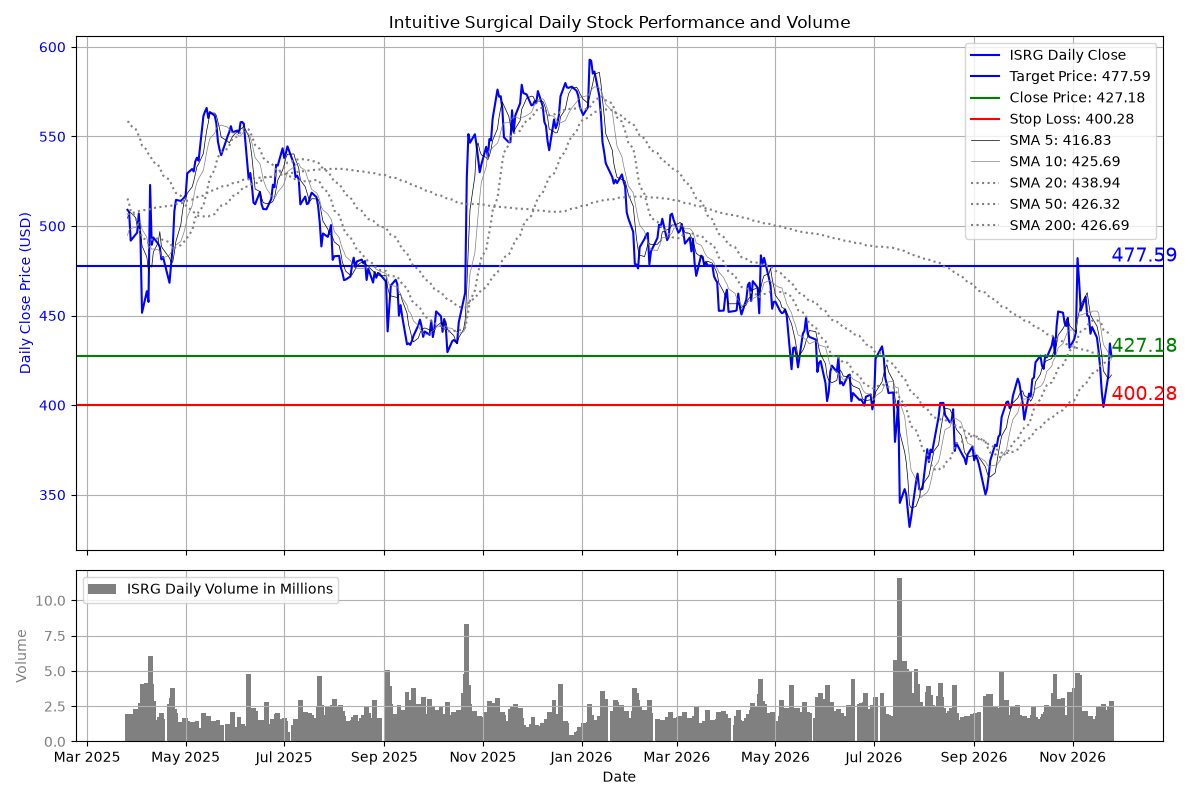 Intuitive Surgical Daily Stock Performance and Volume
600
550
500
450
400
350
Daily Close Price (USD)
ISRG Daily Close
Target Price: 477.59
Close Price: 427.18
Stop Loss: 400.28
SMA 5: 416.83
SMA 10: 425.69
SMA 20: 438.94
SMA 50: 426.32
SMA 200: 426.69
477.59
427.18
400.28
ISRG Daily Volume in Millions
10.0
7.5
5.0
2.5
0.0
Volume
Mar 2025 May 2025 Jul 2025 Sep 2025 Nov 2025 Jan 2026 Mar 2026 May 2026 Jul 2026 Sep 2026 Nov 2026
Date